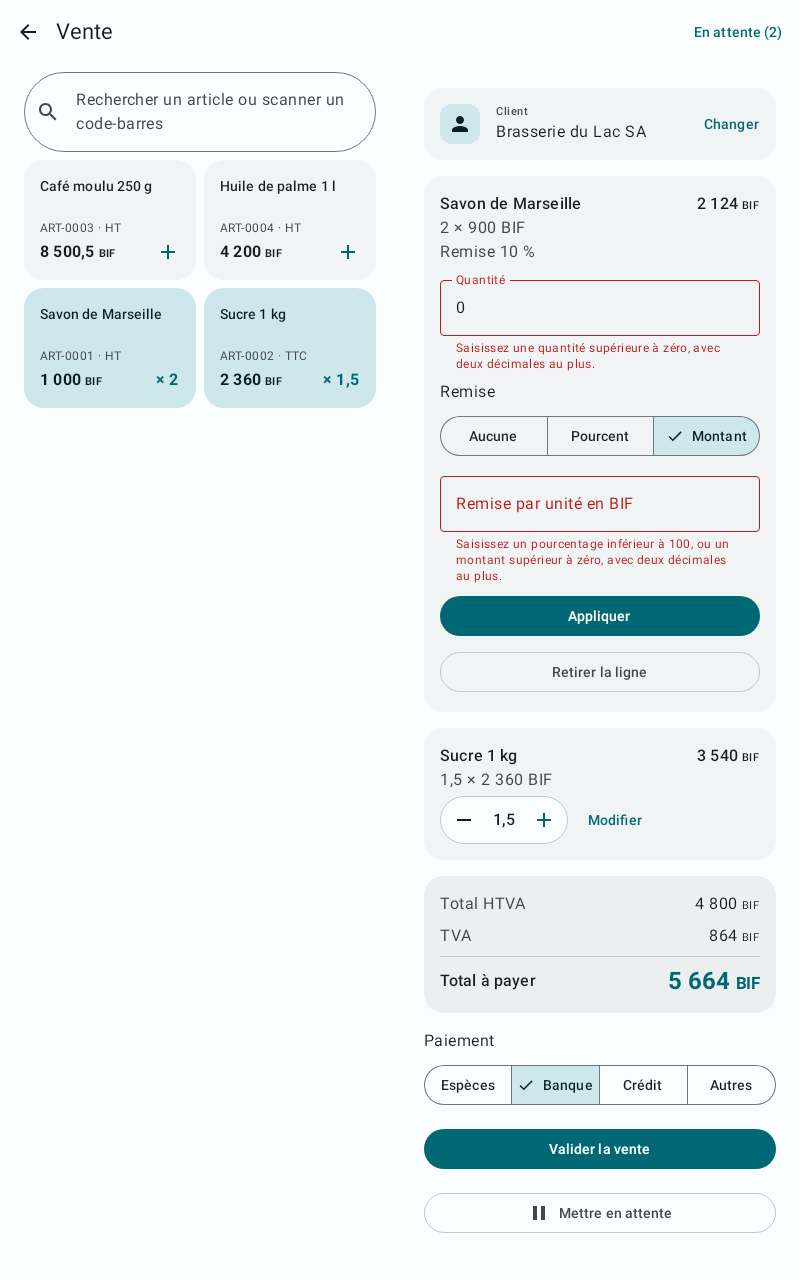 Vente
En attente (2)
Rechercher un article ou scanner un
code-barres
Café moulu 250 g
ART-0003 · HT
8 500,5 BIF
Huile de palme 1 l
ART-0004 · HT
4 200 BIF
Savon de Marseille
ART-0001 · HT
1 000 BIF
× 2
Sucre 1 kg
ART-0002 · TTC
2 360 BIF
× 1,5
Client
Brasserie du Lac SA
Changer
Savon de Marseille
2 124 BIF
2 × 900 BIF
Remise 10 %
Quantité
0
Saisissez une quantité supérieure à zéro, avec
deux décimales au plus.
Remise
Aucune
Pourcent
Montant
Remise par unité en BIF
Saisissez un pourcentage inférieur à 100, ou un
montant supérieur à zéro, avec deux décimales
au plus.
Appliquer
Retirer la ligne
Sucre 1 kg
3 540 BIF
1,5 × 2 360 BIF
1,5
Modifier
Total HTVA
4 800 BIF
TVA
864 BIF
Total à payer
5 664 BIF
Paiement
Espèces
Banque
Crédit
Autres
Valider la vente
Mettre en attente